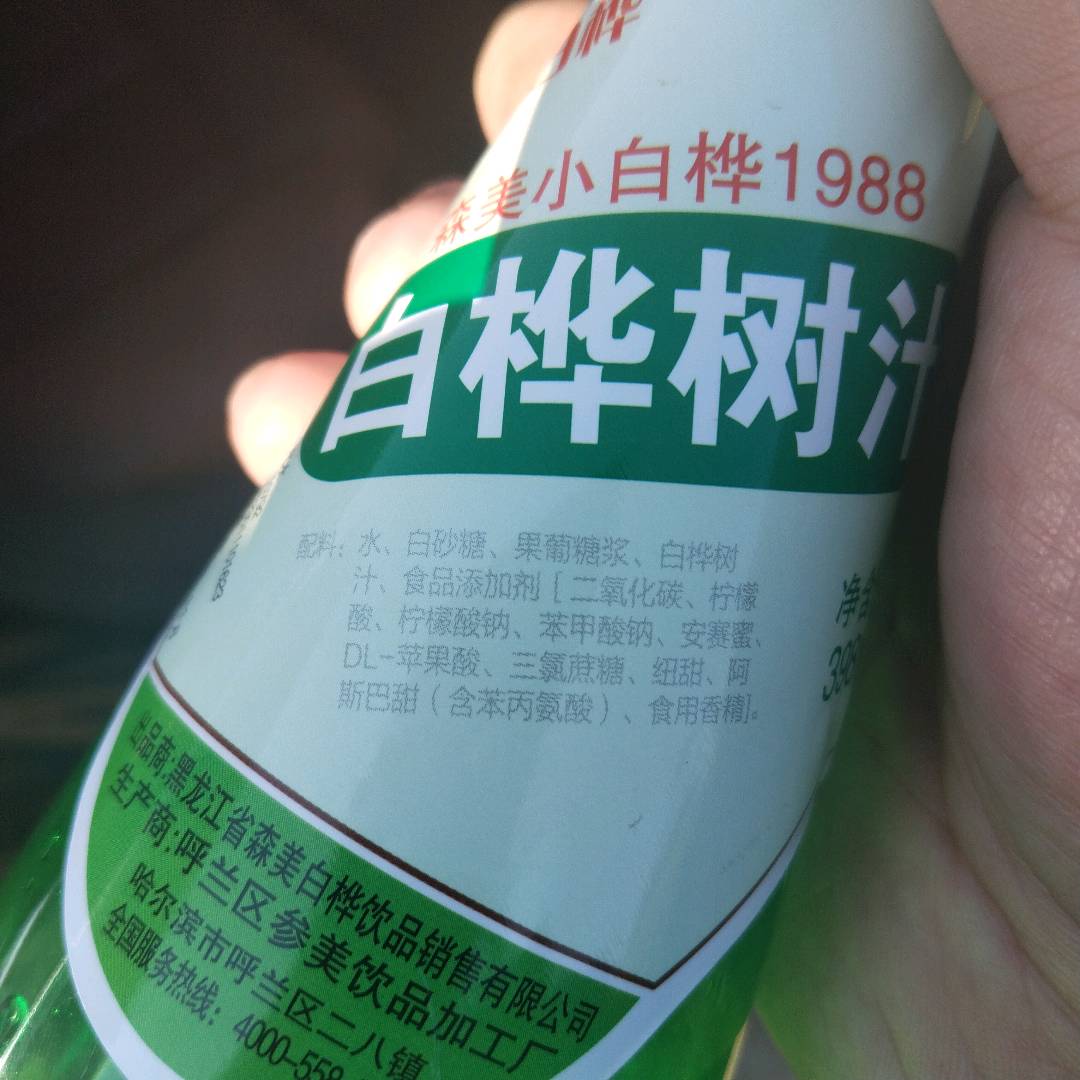 白桦
森美小白桦1988
白桦树汁
配料：水、白砂糖、果葡糖浆、白桦树
汁、食品添加剂［二氧化碳、柠檬
酸、柠檬酸钠、苯甲酸钠、安赛蜜、
DL-苹果酸、三氯蔗糖、纽甜、阿
斯巴甜（含苯丙氨酸）、食用香精］。
净含
398
出品商:黑龙江省森美白桦饮品销售有限公司
生产商:呼兰区参美饮品加工厂
哈尔滨市呼兰区二八镇
全国服务热线：4000-558